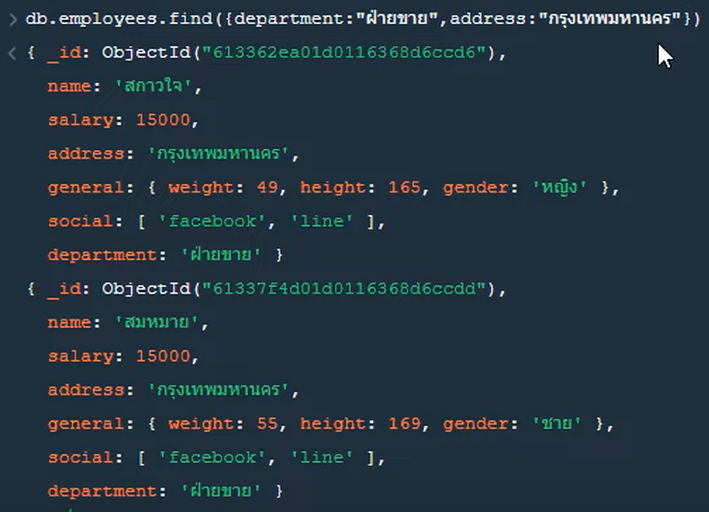 > db.employees.find({department:"ฝ่ายขาย",address:"กรุงเทพมหานคร"})
< { _id: ObjectId("613362ea01d0116368d6ccd6"),
name: 'สกาวใจ',
salary: 15000,
address: 'กรุงเทพมหานคร',
general: { weight: 49, height: 165, gender: 'หญิง' },
social: [ 'facebook', 'line' ],
department: 'ฝ่ายขาย' }
{ _id: ObjectId("61337f4d01d0116368d6ccdd"),
name: 'สมหมาย',
salary: 15000,
address: 'กรุงเทพมหานคร',
general: { weight: 55, height: 169, gender: 'ชาย' },
social: [ 'facebook', 'line' ],
department: 'ฝ่ายขาย' }